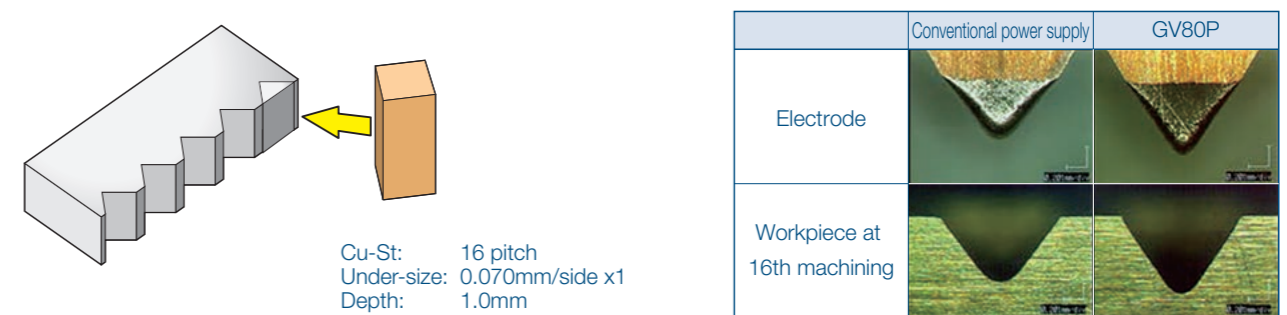 Cu-St: 16 pitch
Under-size: 0.070mm/side x1
Depth: 1.0mm
Conventional power supply GV80P
Electrode
Workpiece at
16th machining